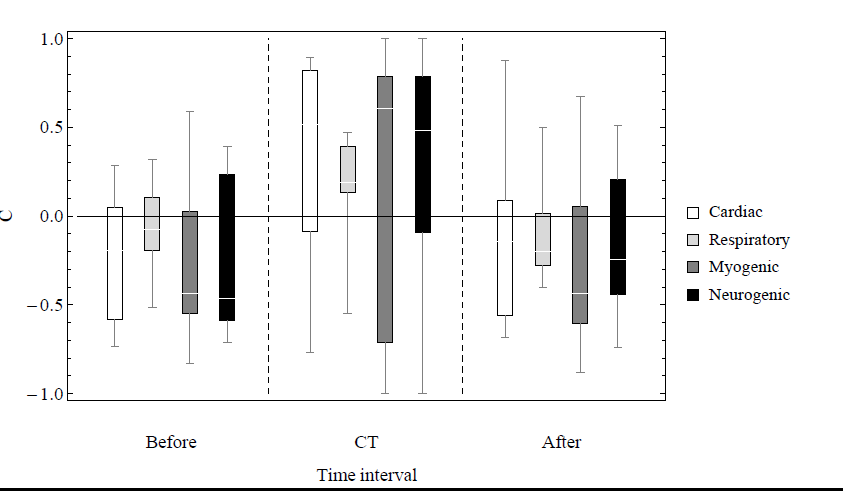 1.0
0.5
0.0
−0.5
−1.0
C
Before CT After
Time interval
Cardiac
Respiratory
Myogenic
Neurogenic